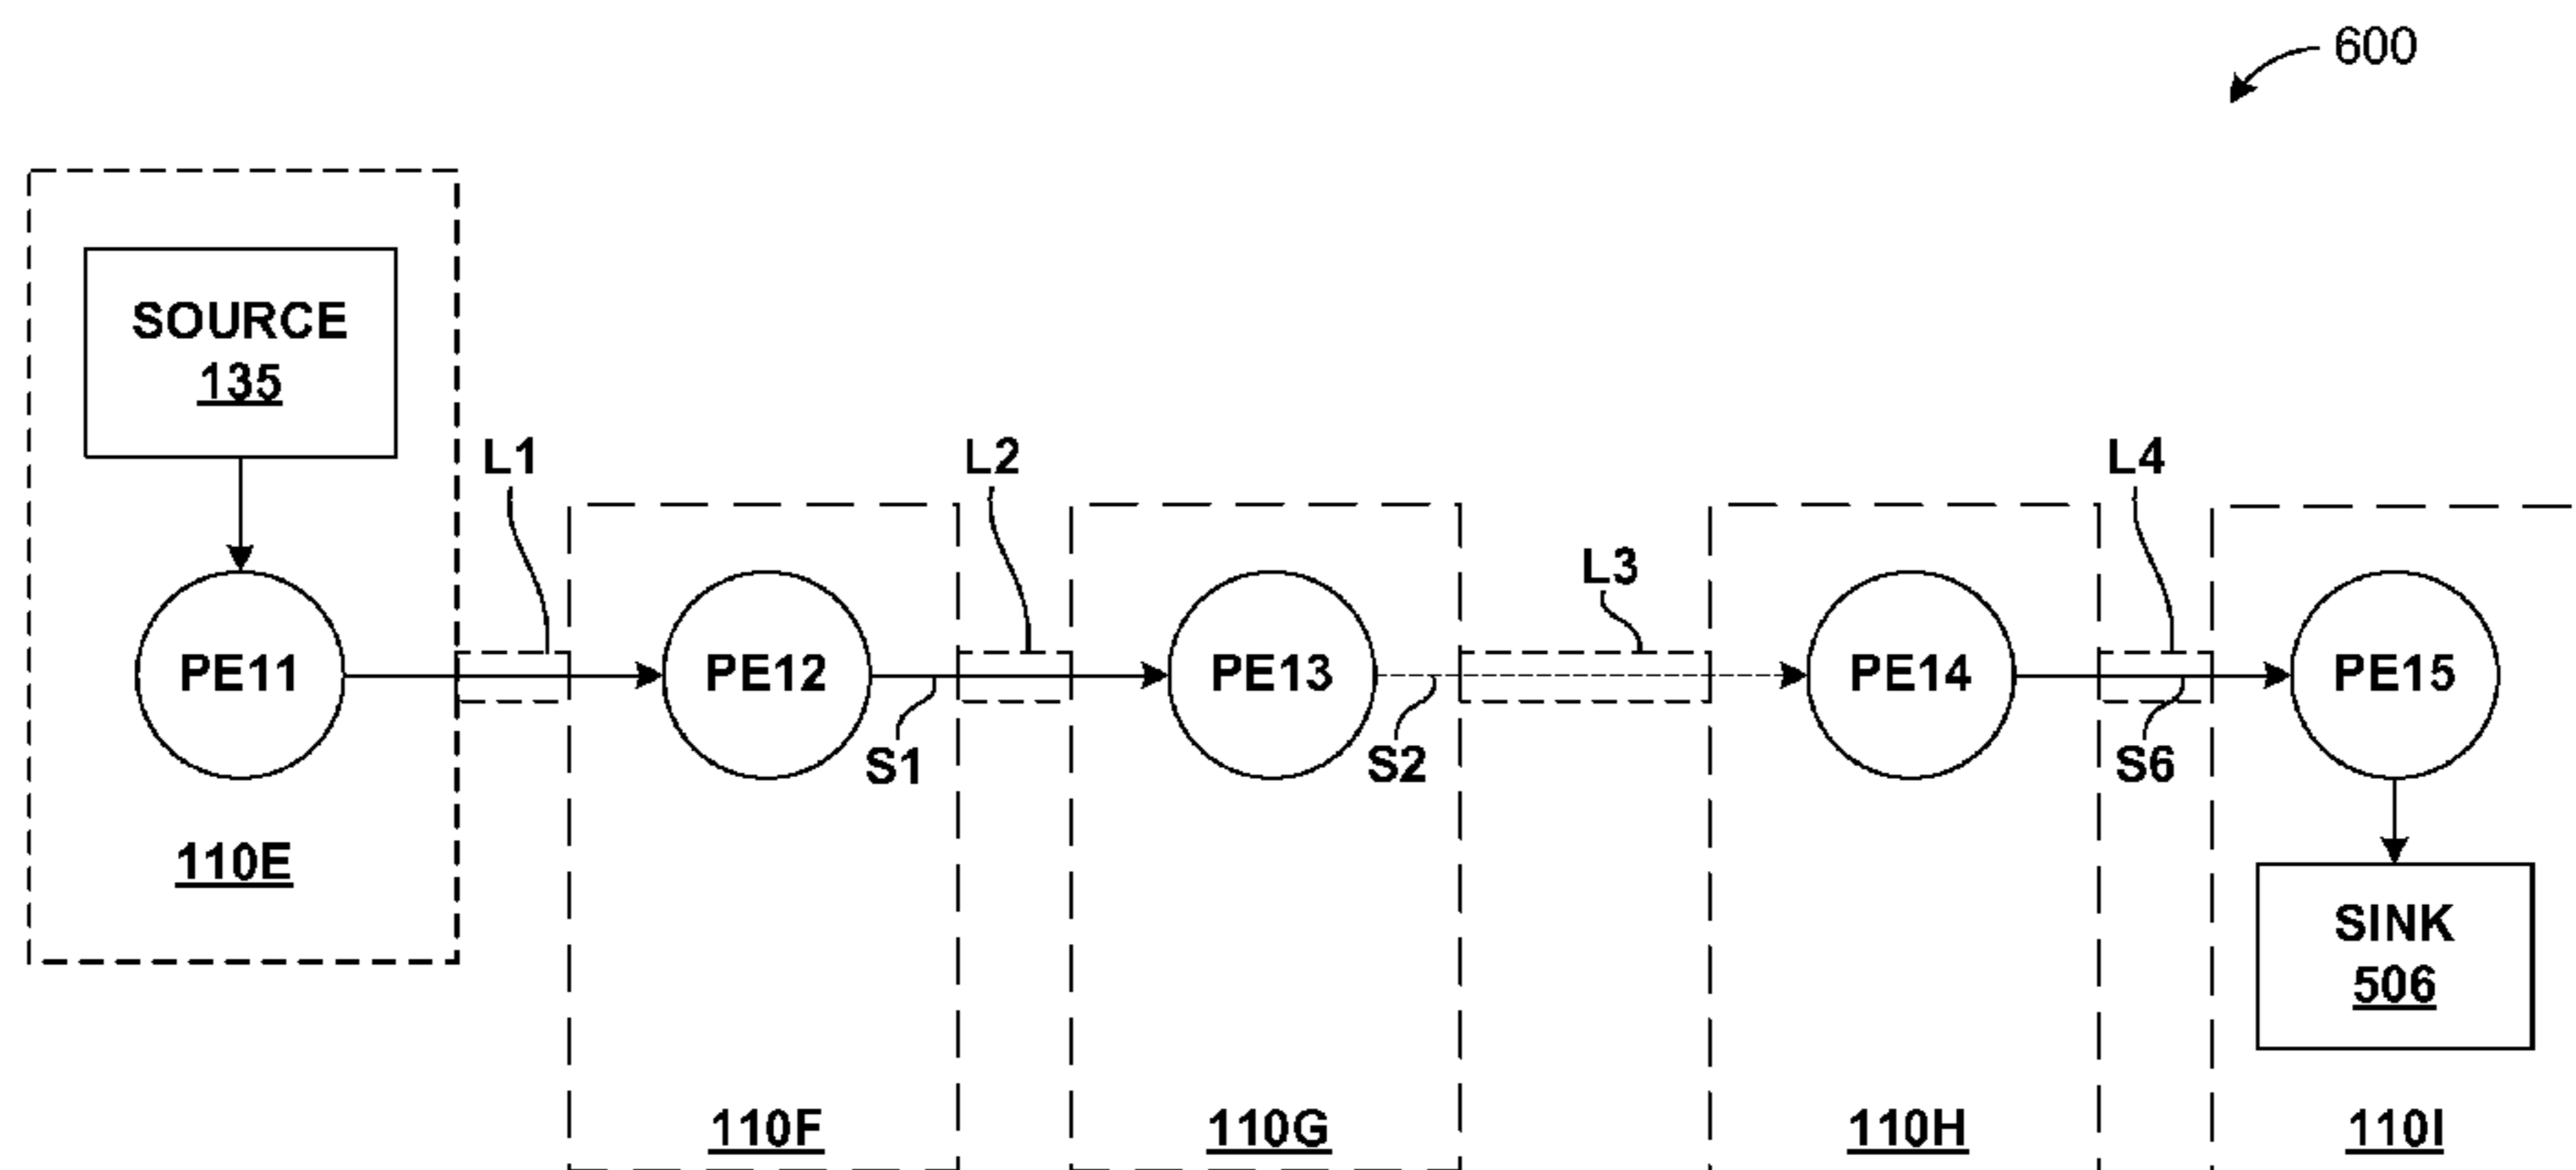 600
SOURCE
135
L1
L2
L3
L4
PE11
PE12
PE13
PE14
PE15
S1
S2
S6
110E
SINK
506
110F
110G
110H
110I